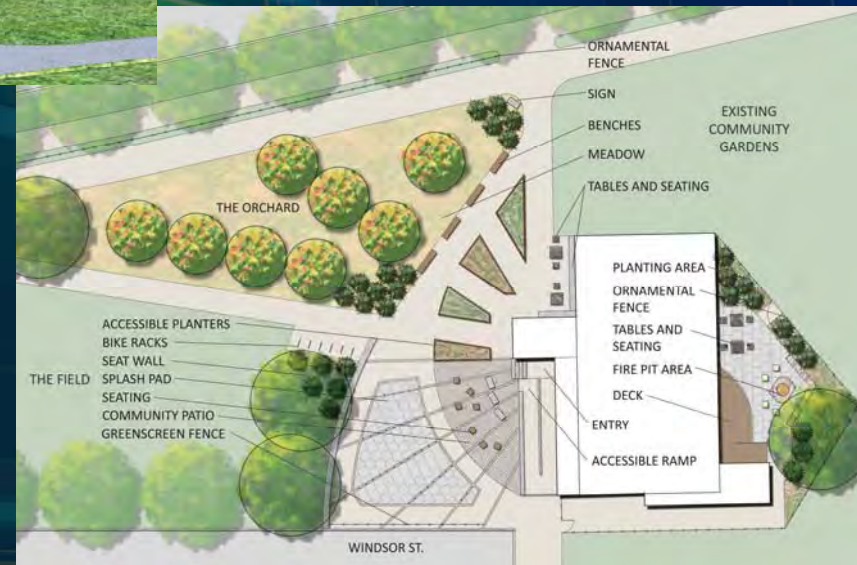 ORNAMENTAL
FENCE
SIGN
BENCHES
MEADOW
TABLES AND SEATING
EXISTING
COMMUNITY
GARDENS
THE ORCHARD
PLANTING AREA
ORNAMENTAL
FENCE
TABLES AND
SEATING
FIRE PIT AREA
DECK
ENTRY
ACCESSIBLE RAMP
ACCESSIBLE PLANTERS
BIKE RACKS
SEAT WALL
THE FIELD
SPLASH PAD
SEATING
COMMUNITY PATIO
GREENSCREEN FENCE
WINDSOR ST.